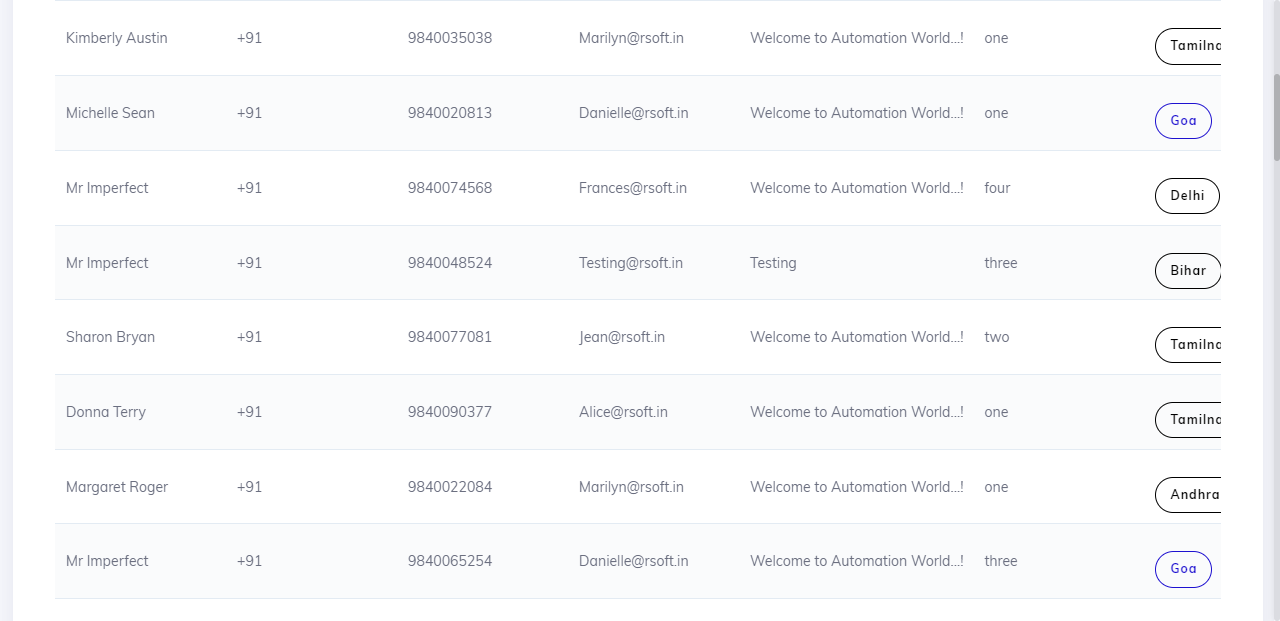 Kimberly Austin +91 9840035038 Marilyn@rsoft.in Welcome to Automation World...! one Tamilna
Michelle Sean +91 9840020813 Danielle@rsoft.in Welcome to Automation World...! one Goa
Mr Imperfect +91 9840074568 Frances@rsoft.in Welcome to Automation World...! four Delhi
Mr Imperfect +91 9840048524 Testing@rsoft.in Testing three Bihar
Sharon Bryan +91 9840077081 Jean@rsoft.in Welcome to Automation World...! two Tamilna
Donna Terry +91 9840090377 Alice@rsoft.in Welcome to Automation World...! one Tamilna
Margaret Roger +91 9840022084 Marilyn@rsoft.in Welcome to Automation World...! one Andhra
Mr Imperfect +91 9840065254 Danielle@rsoft.in Welcome to Automation World...! three Goa